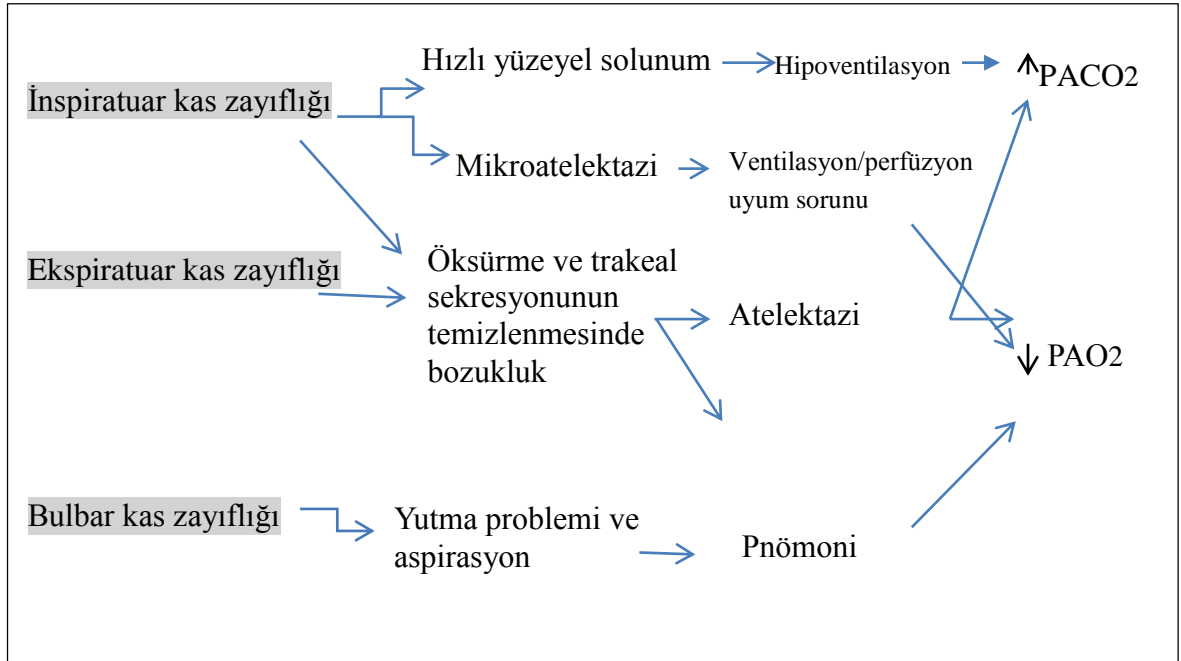 Hızlı yüzeyel solunum
Hipoventilasyon
PACO2
İnspiratuar kas zayıflığı
Mikroatelektazi
Ventilasyon/perfüzyon
uyum sorunu
Ekspiratuar kas zayıflığı
Öksürme ve trakeal
sekresyonunun
temizlenmesinde
bozukluk
Atelektazi
PAO2
Bulbar kas zayıflığı
Yutma problemi ve
aspirasyon
Pnömoni